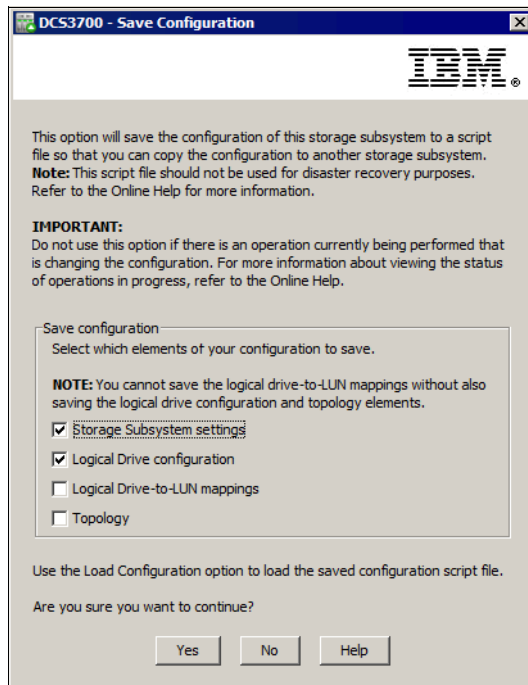 DCS3700 - Save Configuration
IBM®
This option will save the configuration of this storage subsystem to a script
file so that you can copy the configuration to another storage subsystem.
Note: This script file should not be used for disaster recovery purposes.
Refer to the Online Help for more information.
IMPORTANT:
Do not use this option if there is an operation currently being performed that
is changing the configuration. For more information about viewing the status
of operations in progress, refer to the Online Help.
Save configuration
Select which elements of your configuration to save.
NOTE: You cannot save the logical drive-to-LUN mappings without also
saving the logical drive configuration and topology elements.
Storage Subsystem settings
Logical Drive configuration
Logical Drive-to-LUN mappings
Topology
Use the Load Configuration option to load the saved configuration script file.
Are you sure you want to continue?
Yes No Help